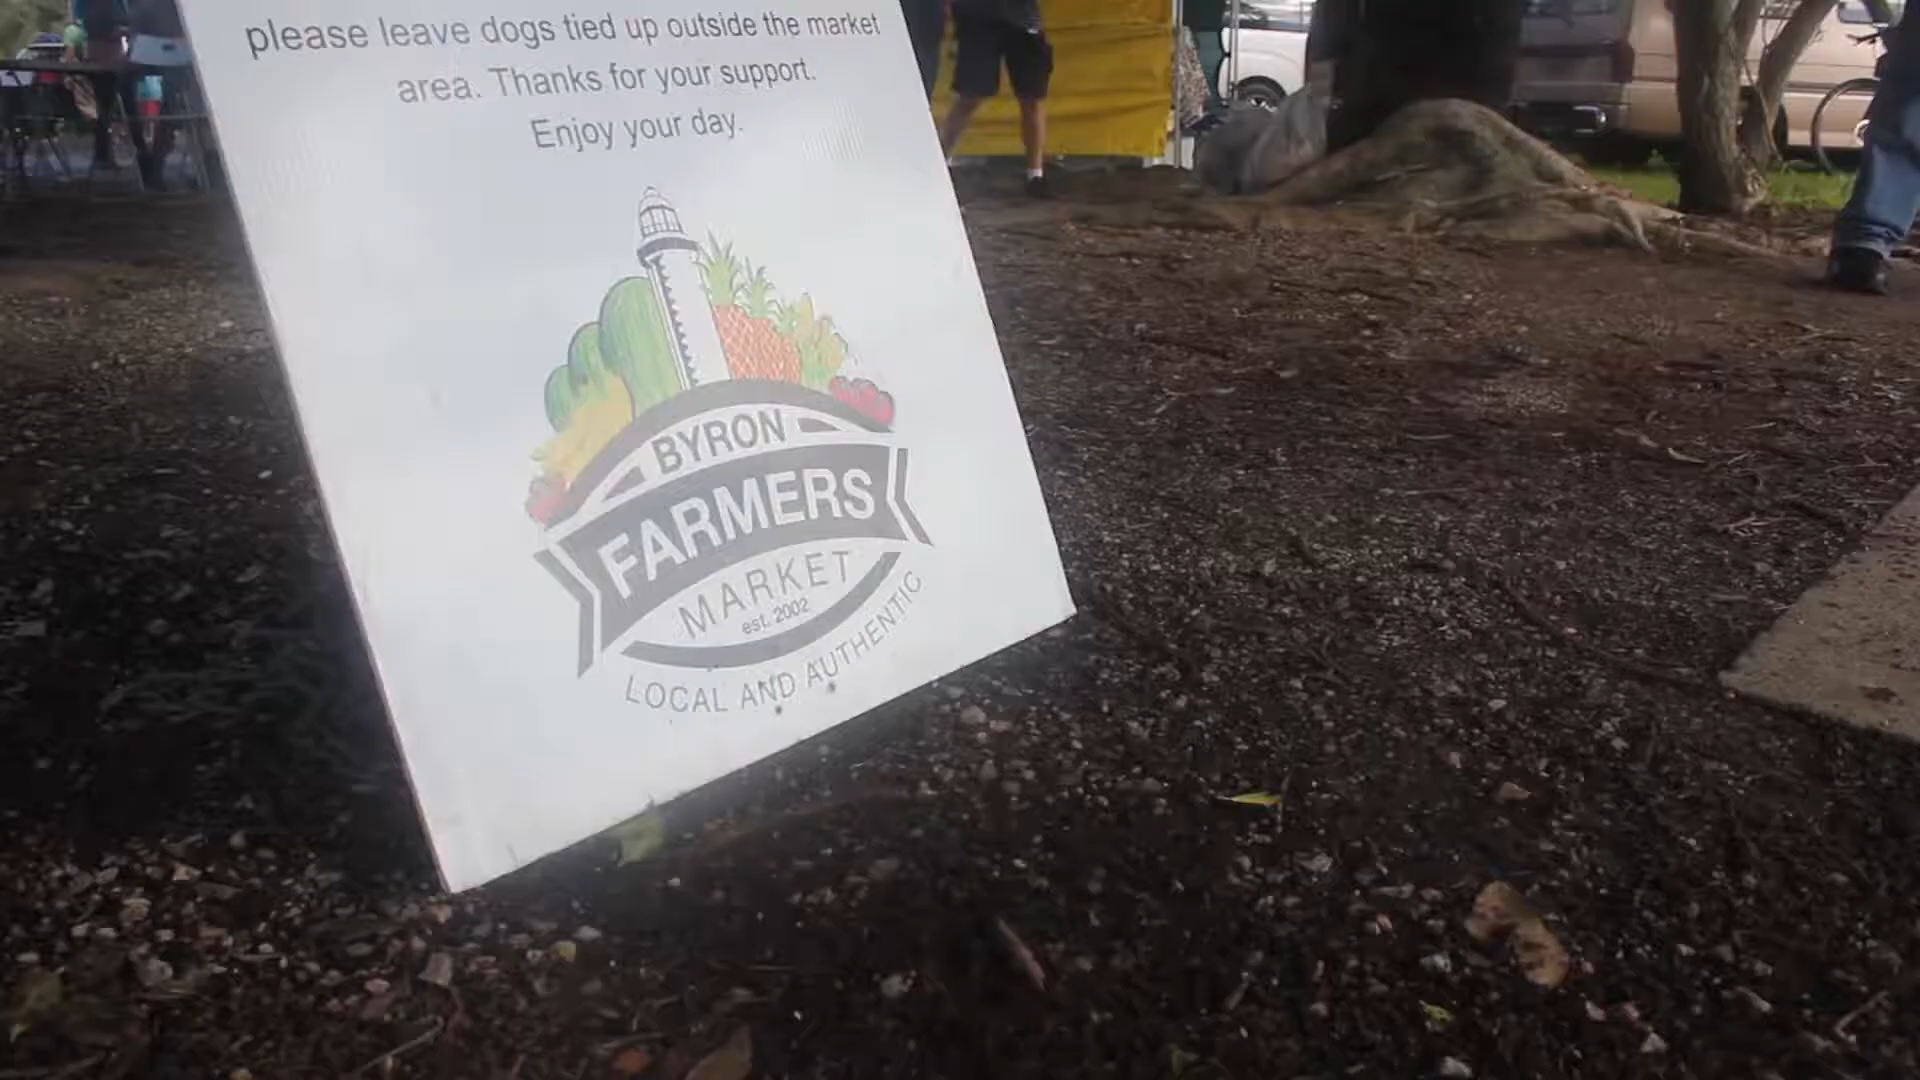 please leave dogs tied up outside the market
area. Thanks for your support.
Enjoy your day.
BYRON
FARMERS
MARKET
est. 2002
LOCAL AND AUTHENTIC